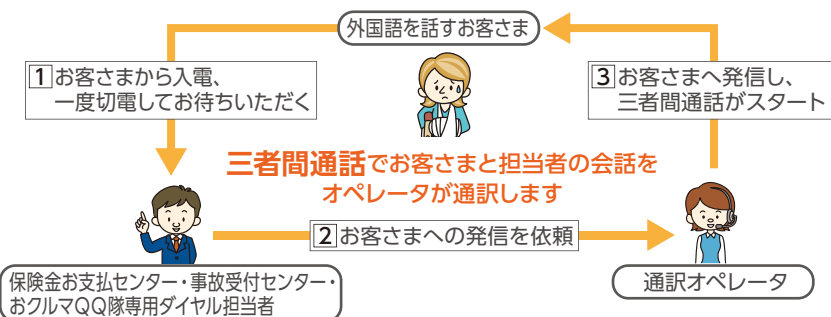 外国語を話すお客さま
1 お客さまから入電、
一度切電してお待ちいただく
3 お客さまへ発信し、
三者間通話がスタート
三者間通話でお客さまと担当者の会話を
オペレータが通訳します
2 お客さまへの発信を依頼
保険金お支払センター・事故受付センター・
おクルマQQ隊専用ダイヤル担当者
通訳オペレータ